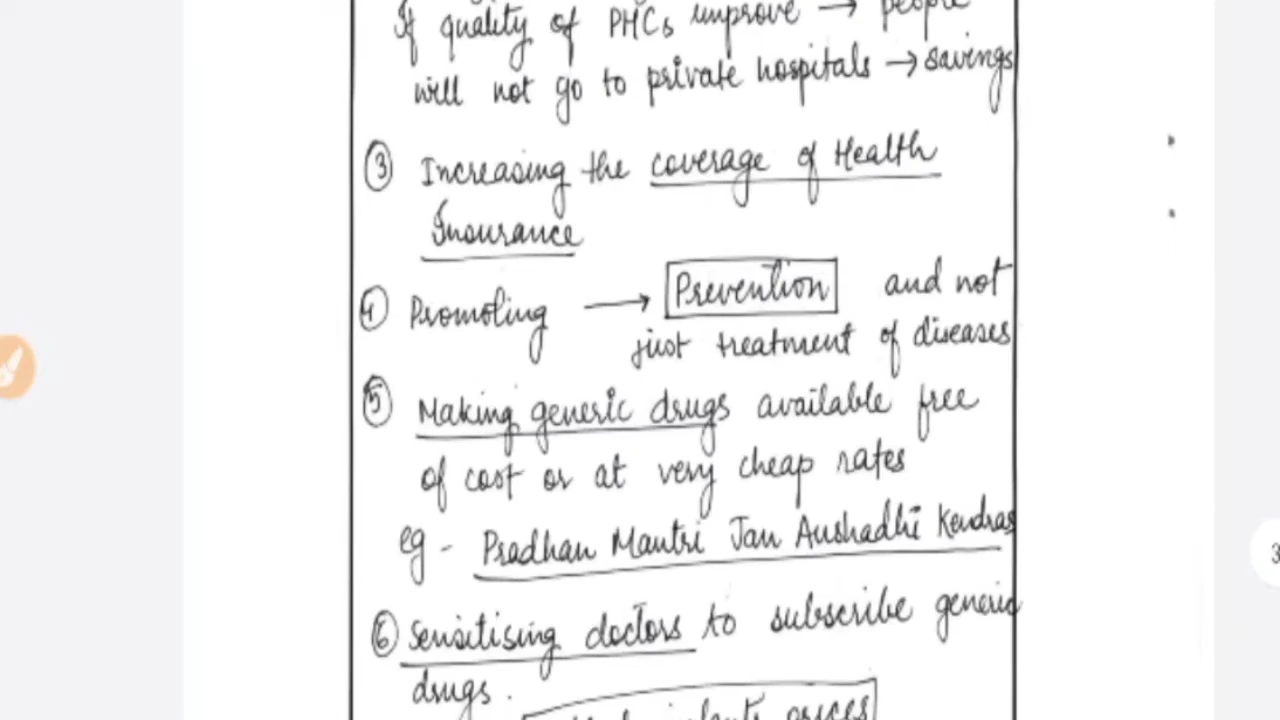 If quality of PHCs improve → people
will not go to private hospitals → savings
③ Increasing the coverage of Health
Insurance
④ Promoting → Prevention and not
just treatment of diseases
⑤ Making generic drugs available free
of cost or at very cheap rates
eg - Pradhan Mantri Jan Aushadhi Kendras
⑥ Sensitising doctors to subscribe generic
drugs.
prices
3